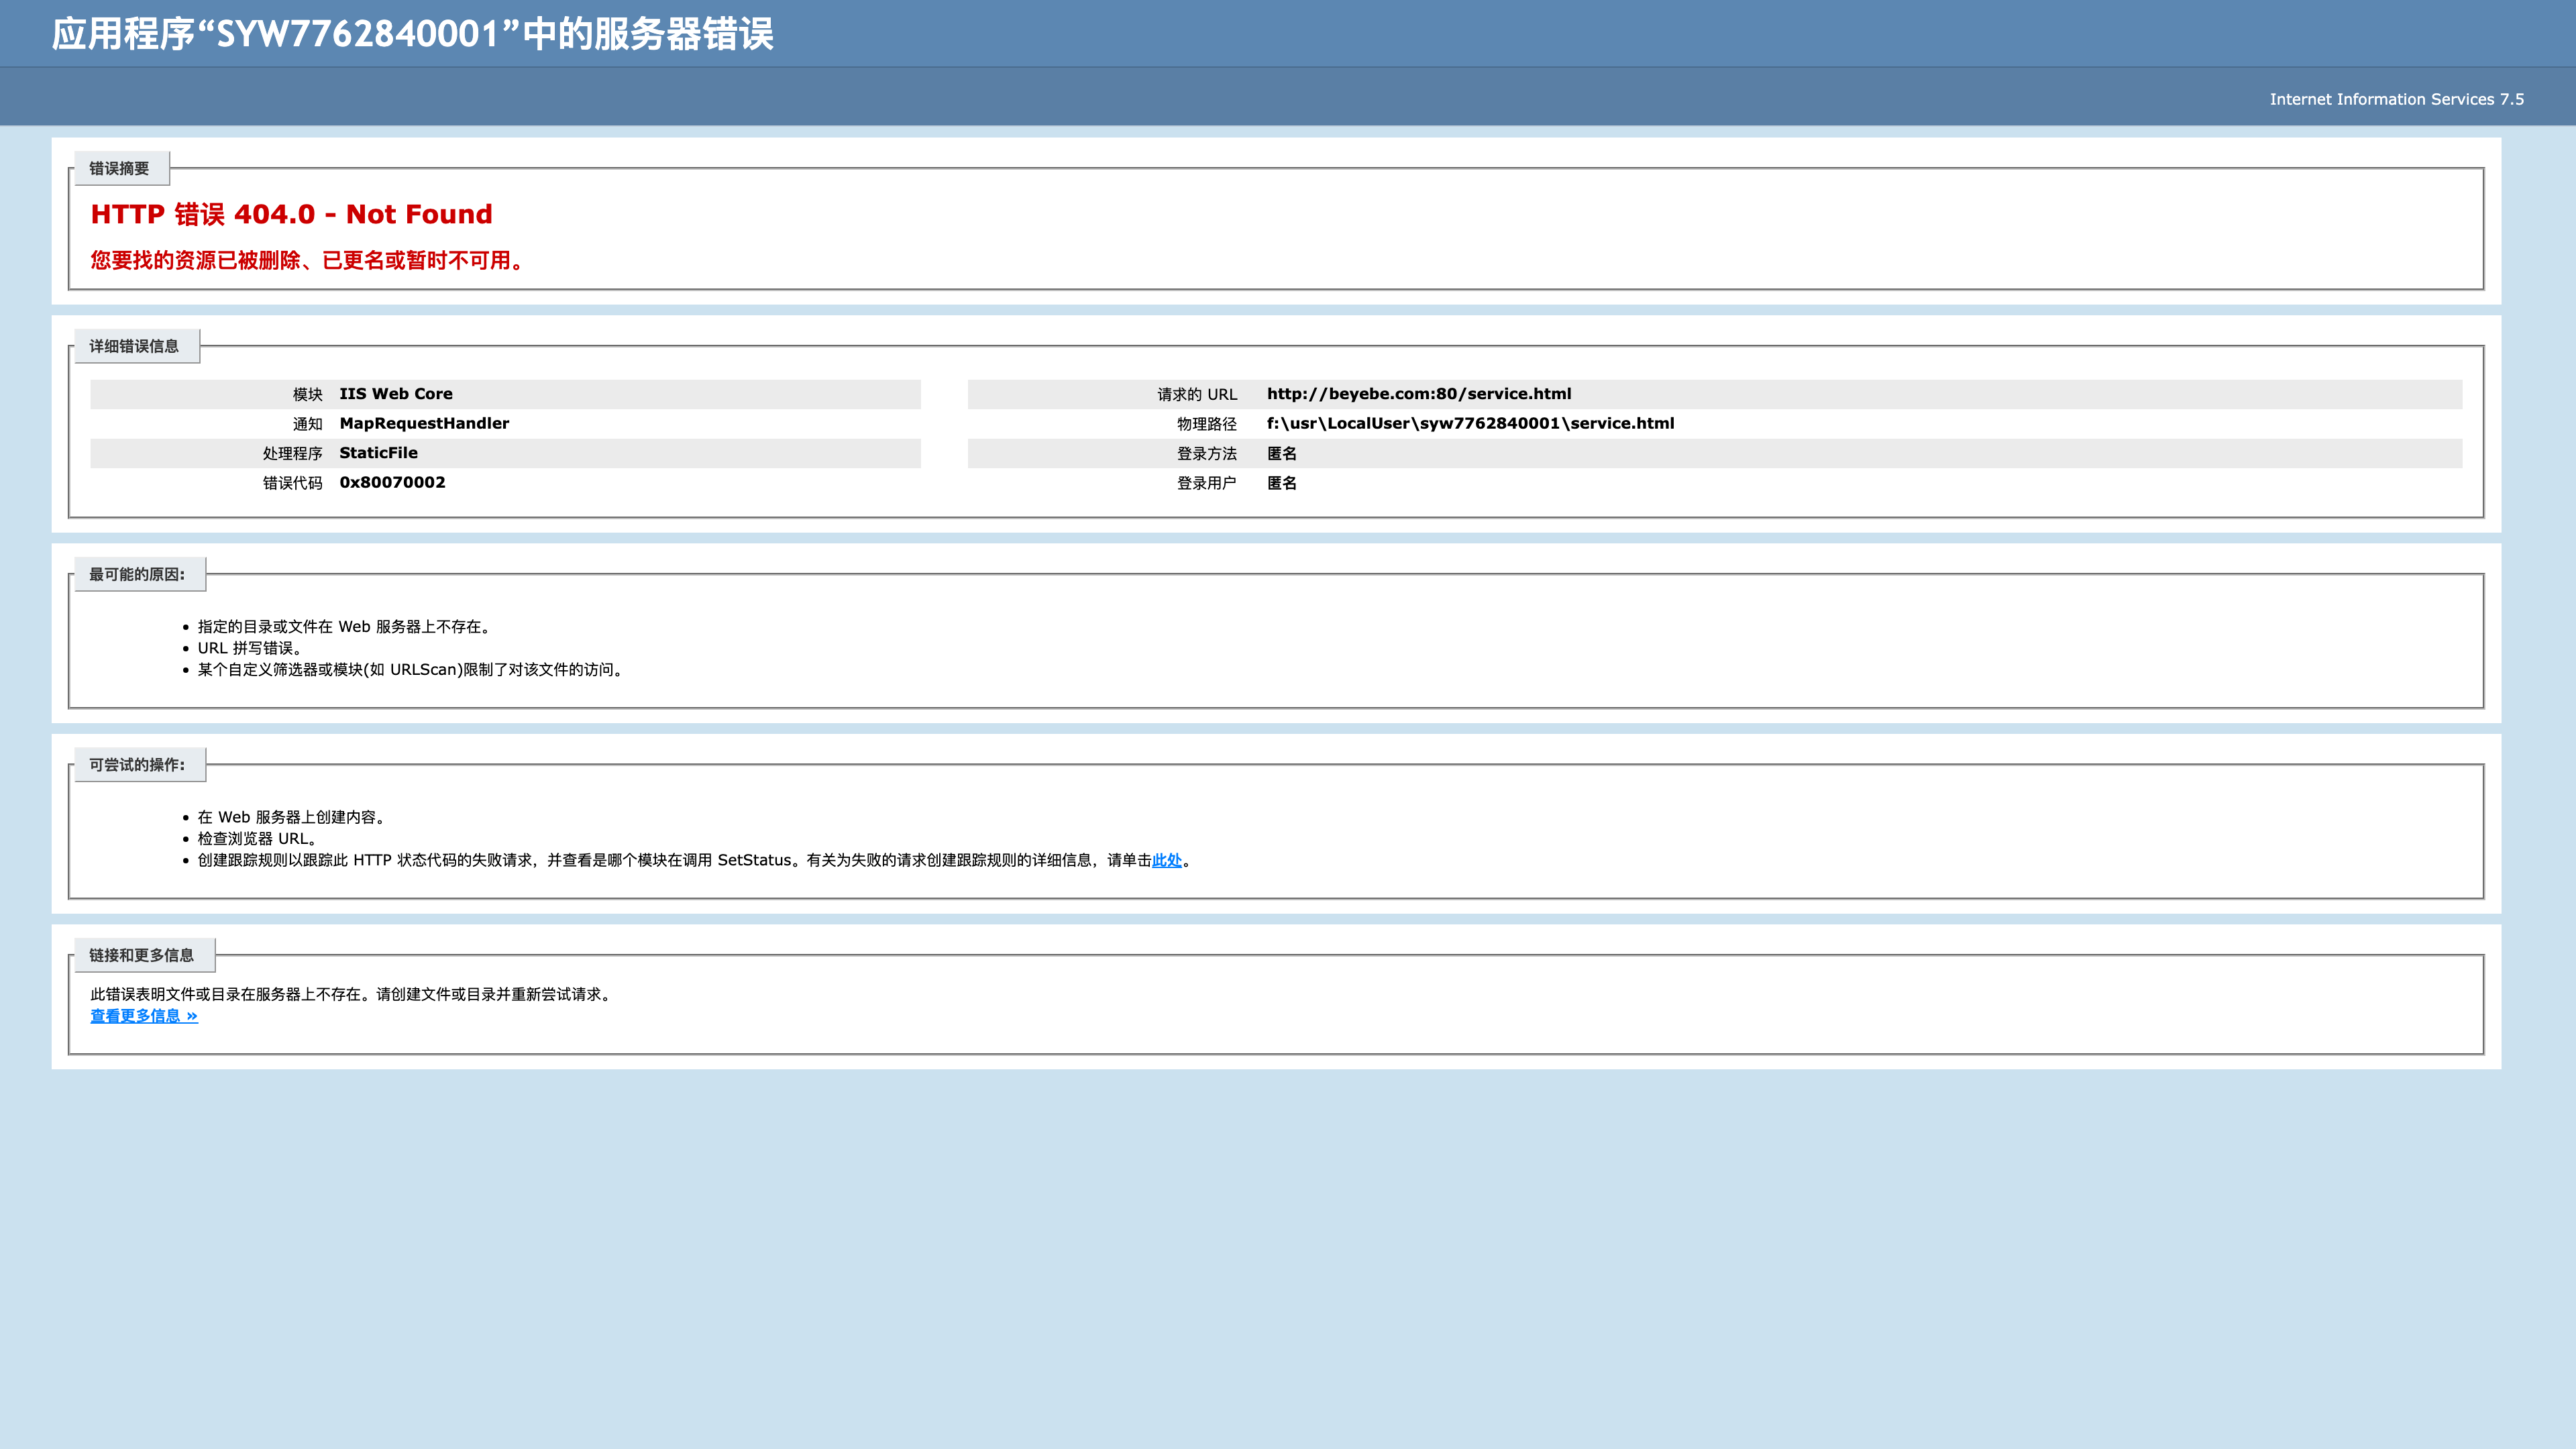 应用程序“SYW7762840001”中的服务器错误
Internet Information Services 7.5
错误摘要
HTTP 错误 404.0 - Not Found
您要找的资源已被删除、已更名或暂时不可用。
详细错误信息
模块 IIS Web Core
通知 MapRequestHandler
处理程序 StaticFile
错误代码 0x80070002
请求的 URL http://beyebe.com:80/service.html
物理路径 f:\usr\LocalUser\syw7762840001\service.html
登录方法 匿名
登录用户 匿名
最可能的原因:
• 指定的目录或文件在 Web 服务器上不存在。
• URL 拼写错误。
• 某个自定义筛选器或模块(如 URLScan)限制了对该文件的访问。
可尝试的操作:
• 在 Web 服务器上创建内容。
• 检查浏览器 URL。
• 创建跟踪规则以跟踪此 HTTP 状态代码的失败请求，并查看是哪个模块在调用 SetStatus。有关为失败的请求创建跟踪规则的详细信息，请单击此处。
链接和更多信息
此错误表明文件或目录在服务器上不存在。请创建文件或目录并重新尝试请求。
查看更多信息 »